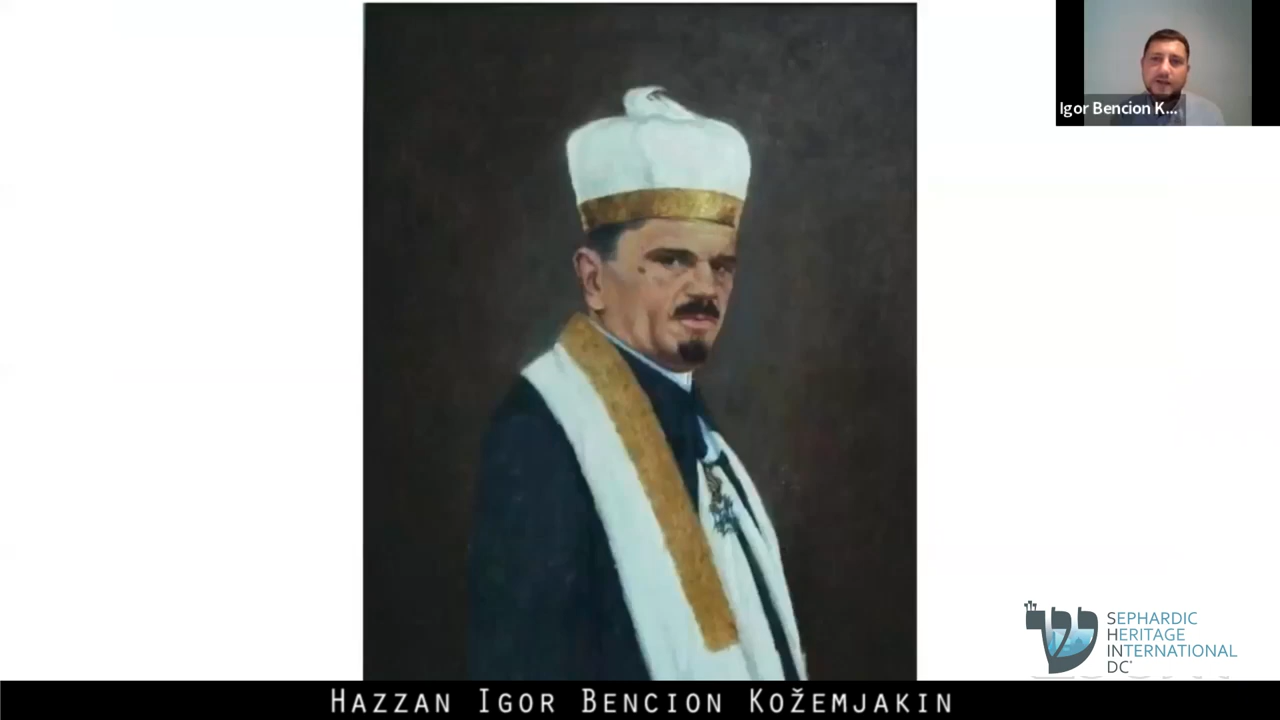 Igor Bencion K...
SEPHARDIC
HERITAGE
INTERNATIONAL
DC
HAZZAN IGOR BENCION KOŽEMJAKIN